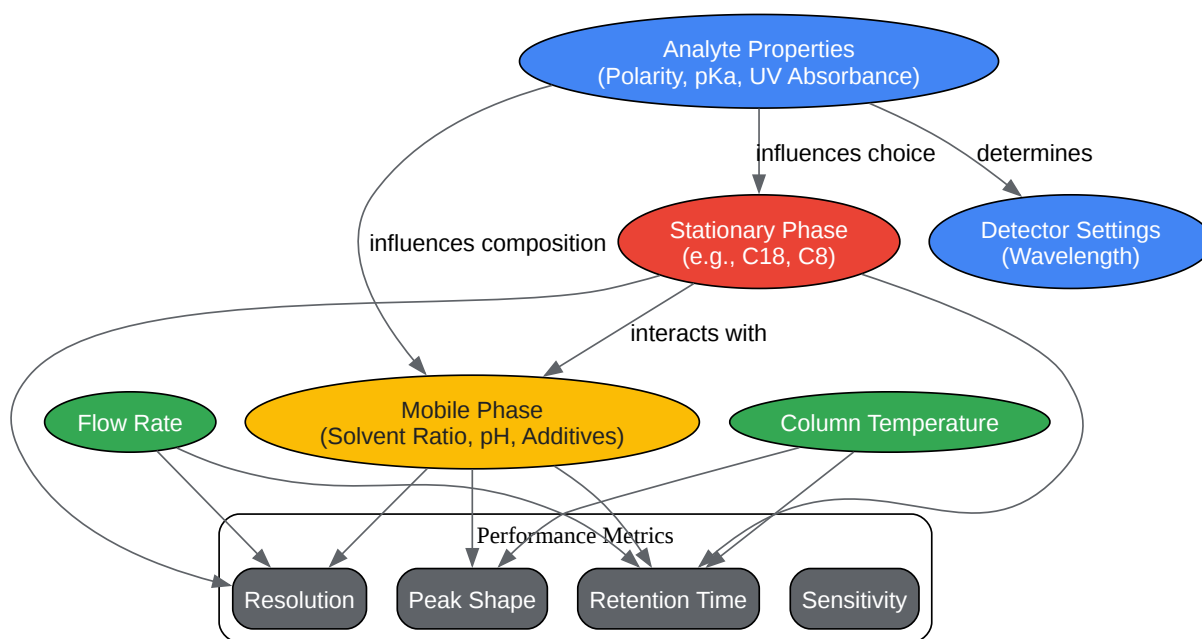 Analyte Properties
(Polarity, pKa, UV Absorbance)
influences choice
determines
Stationary Phase
(e.g., C18, C8)
Detector Settings
(Wavelength)
influences composition
interacts with
Flow Rate
Mobile Phase
(Solvent Ratio, pH, Additives)
Column Temperature
Performance Metrics
Resolution
Peak Shape
Retention Time
Sensitivity